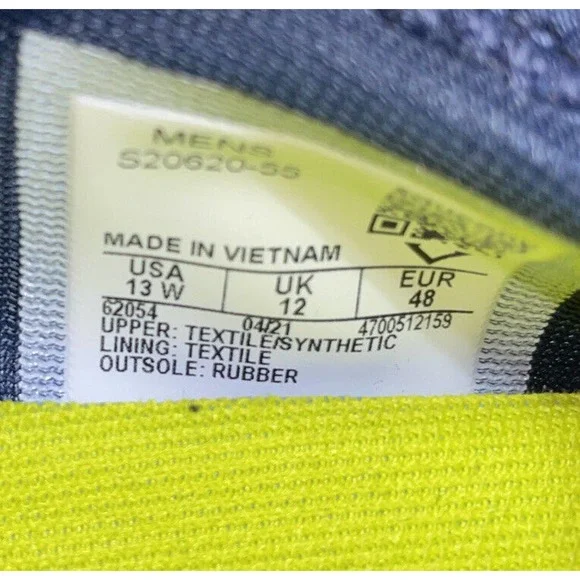 MENS
S20620-55
MADE IN VIETNAM
USA UK EUR
13 W 12 48
62054 04/21 4700512159
UPPER: TEXTILE/SYNTHETIC
LINING: TEXTILE
OUTSOLE: RUBBER